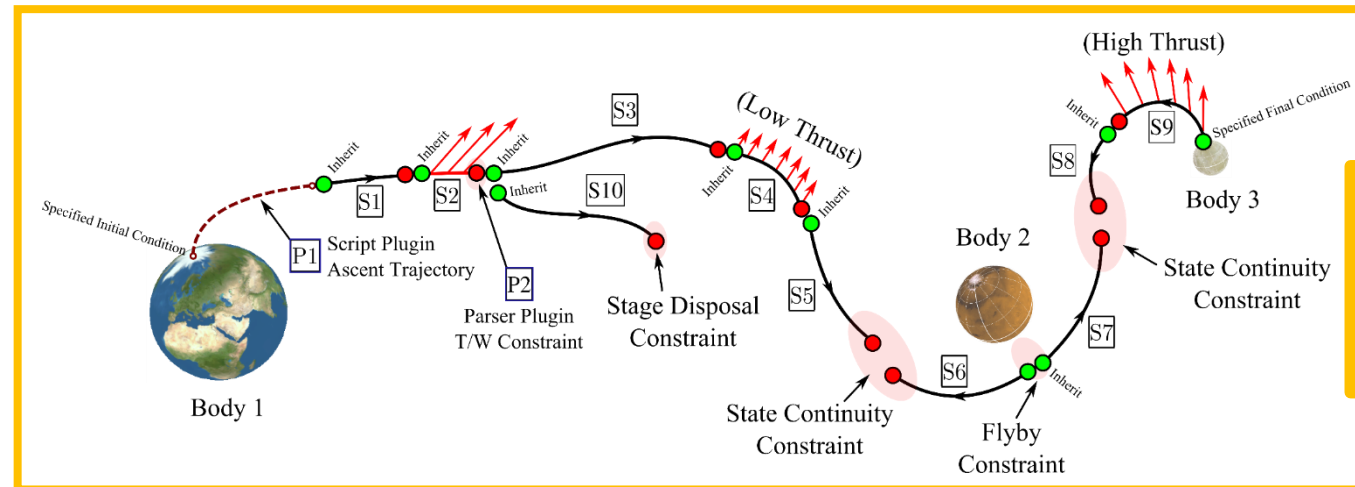 Specified Initial Condition
Body 1
P1
Script Plugin
Ascent Trajectory
Inherit
S1
Inherit
S2
Inherit
P2
Parser Plugin
T/W Constraint
S3
Inherit
S10
Stage Disposal
Constraint
Inherit
(Low Thrust)
S4
Inherit
S5
State Continuity
Constraint
S6
Body 2
Flyby
Constraint
Inherit
S7
State Continuity
Constraint
S8
Inherit
(High Thrust)
S9
Specified Final Condition
Body 3